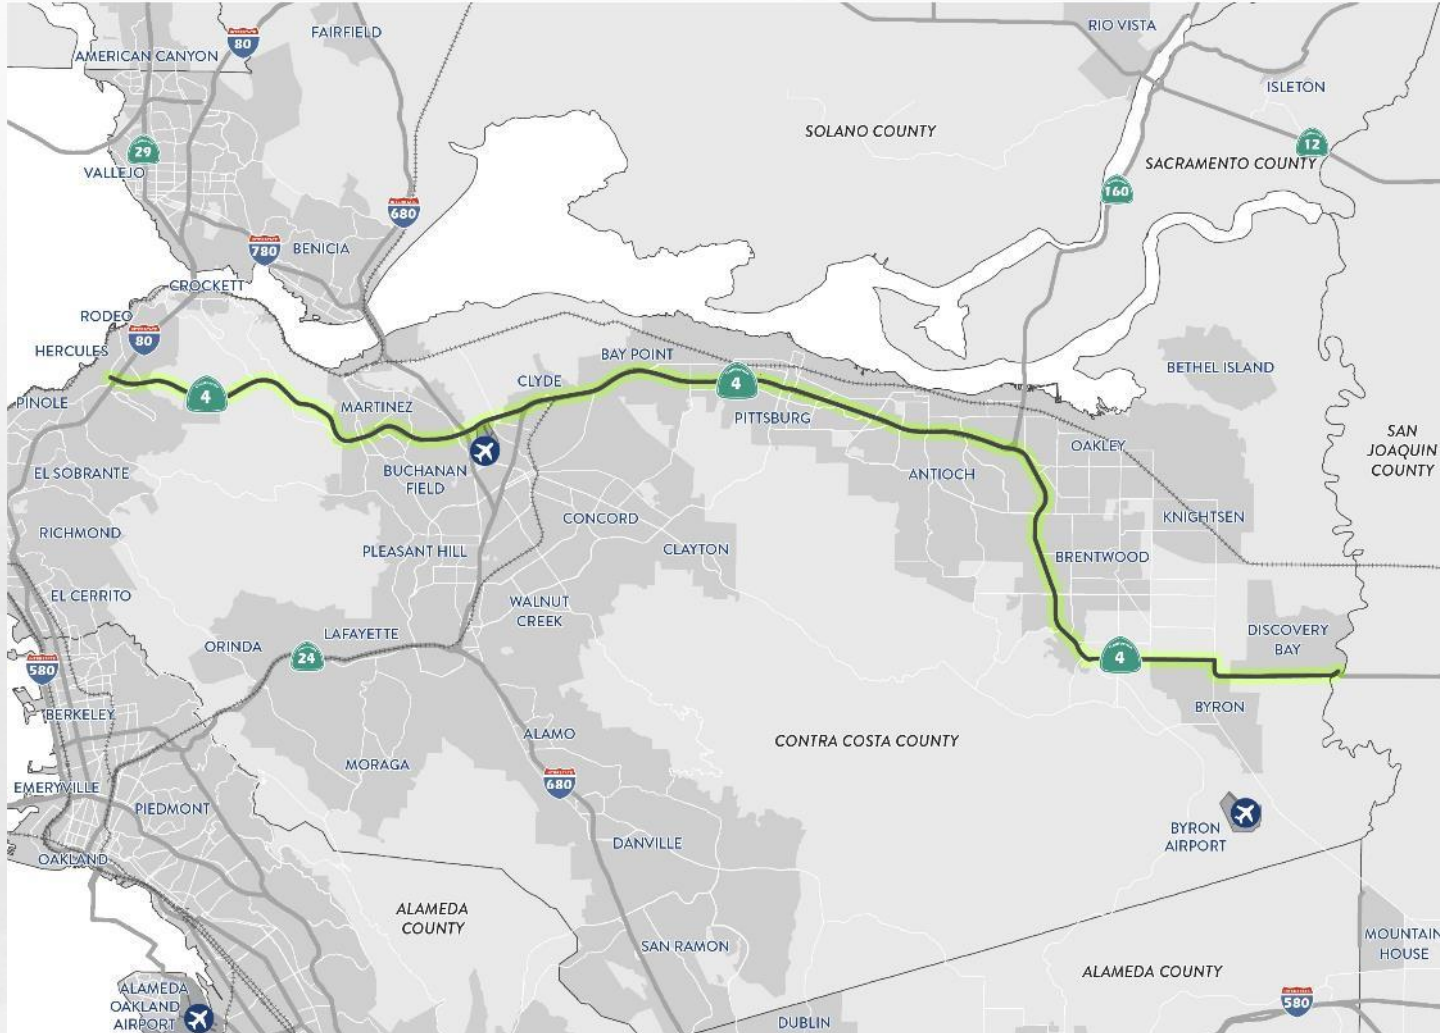 RIO VISTA
FAIRFIELD
80
AMERICAN CANYON
ISLETON
SOLANO COUNTY
12
29
SACRAMENTO COUNTY
VALLEJO
160
680
780
BENICIA
CROCKETT
RODEO
80
HERCULES
BAY POINT
BETHEL ISLAND
CLYDE
4
4
PINOLE
MARTINEZ
PITTSBURG
SAN
JOAQUIN
COUNTY
OAKLEY
EL SOBRANTE
BUCHANAN
FIELD
ANTIOCH
RICHMOND
CONCORD
KNIGHTSEN
PLEASANT HILL
CLAYTON
BRENTWOOD
EL CERRITO
WALNUT
CREEK
ORINDA
LAFAYETTE
24
4
DISCOVERY
BAY
580
BERKELEY
BYRON
ALAMO
CONTRA COSTA COUNTY
MORAGA
680
EMERYVILLE
PIEDMONT
BYRON
AIRPORT
DANVILLE
OAKLAND
ALAMEDA
COUNTY
SAN RAMON
MOUNTAIN
HOUSE
ALAMEDA COUNTY
ALAMEDA
OAKLAND
AIRPORT
580
DUBLIN